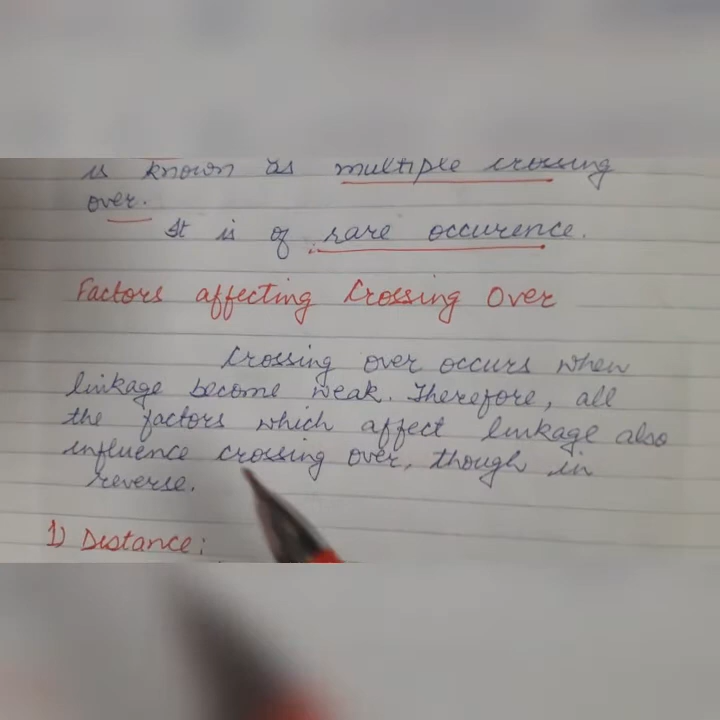 is known as multiple crossing
over.
It is of rare occurence.
Factors affecting Crossing Over
Crossing over occurs when
linkage become weak. Therefore, all
the factors which affect linkage also
influence crossing over, though in
reverse.
1) Distance: